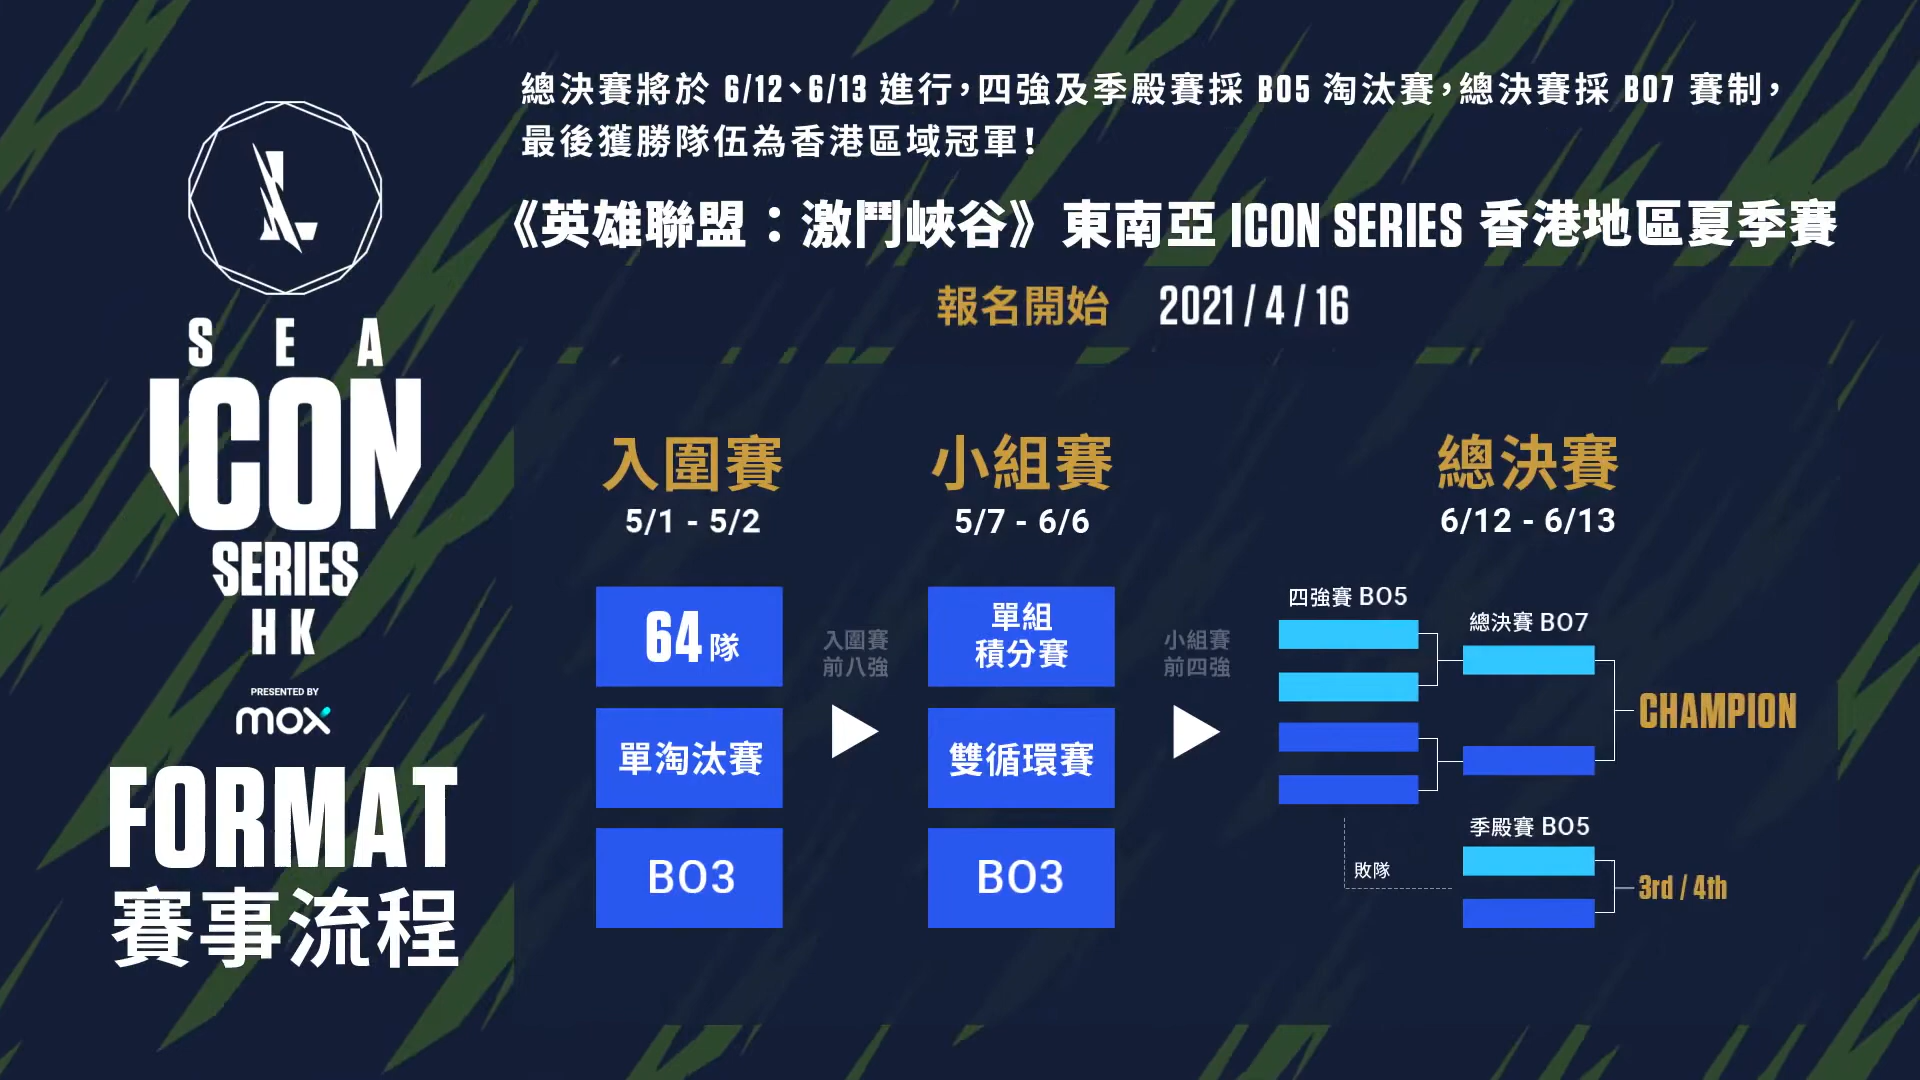 SEA
ICON
SERIES
HK
PRESENTED BY
mox
FORMAT
賽事流程
總決賽將於 6/12、6/13 進行，四強及季殿賽採 BO5 淘汰賽，總決賽採 BO7 賽制，
最後獲勝隊伍為香港區域冠軍！
《英雄聯盟：激鬥峽谷》東南亞 ICON SERIES 香港地區夏季賽
報名開始 2021 / 4 / 16
入圍賽
5/1 - 5/2
64 隊
單淘汰賽
BO3
入圍賽
前八強
小組賽
5/7 - 6/6
單組
積分賽
雙循環賽
BO3
小組賽
前四強
總決賽
6/12 - 6/13
四強賽 BO5
總決賽 BO7
CHAMPION
季殿賽 BO5
敗隊
3rd / 4th